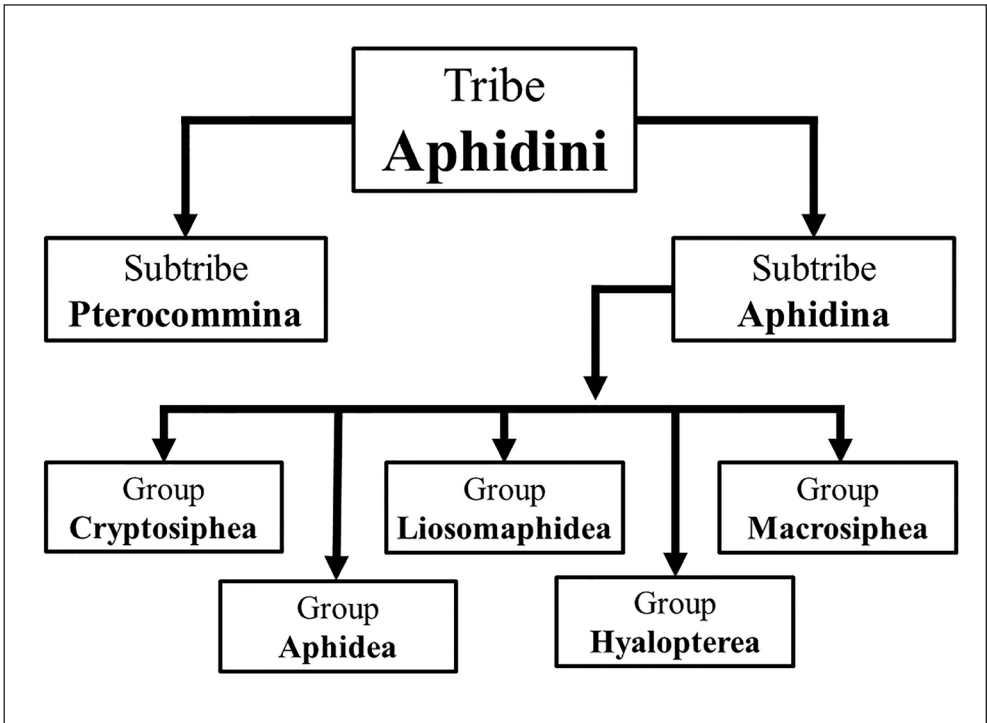 Tribe
Aphidini
Subtribe
Pterocommina
Subtribe
Aphidina
Group
Cryptosiphea
Group
Liosomaphidea
Group
Macrosiphea
Group
Aphidea
Group
Hyalopterea